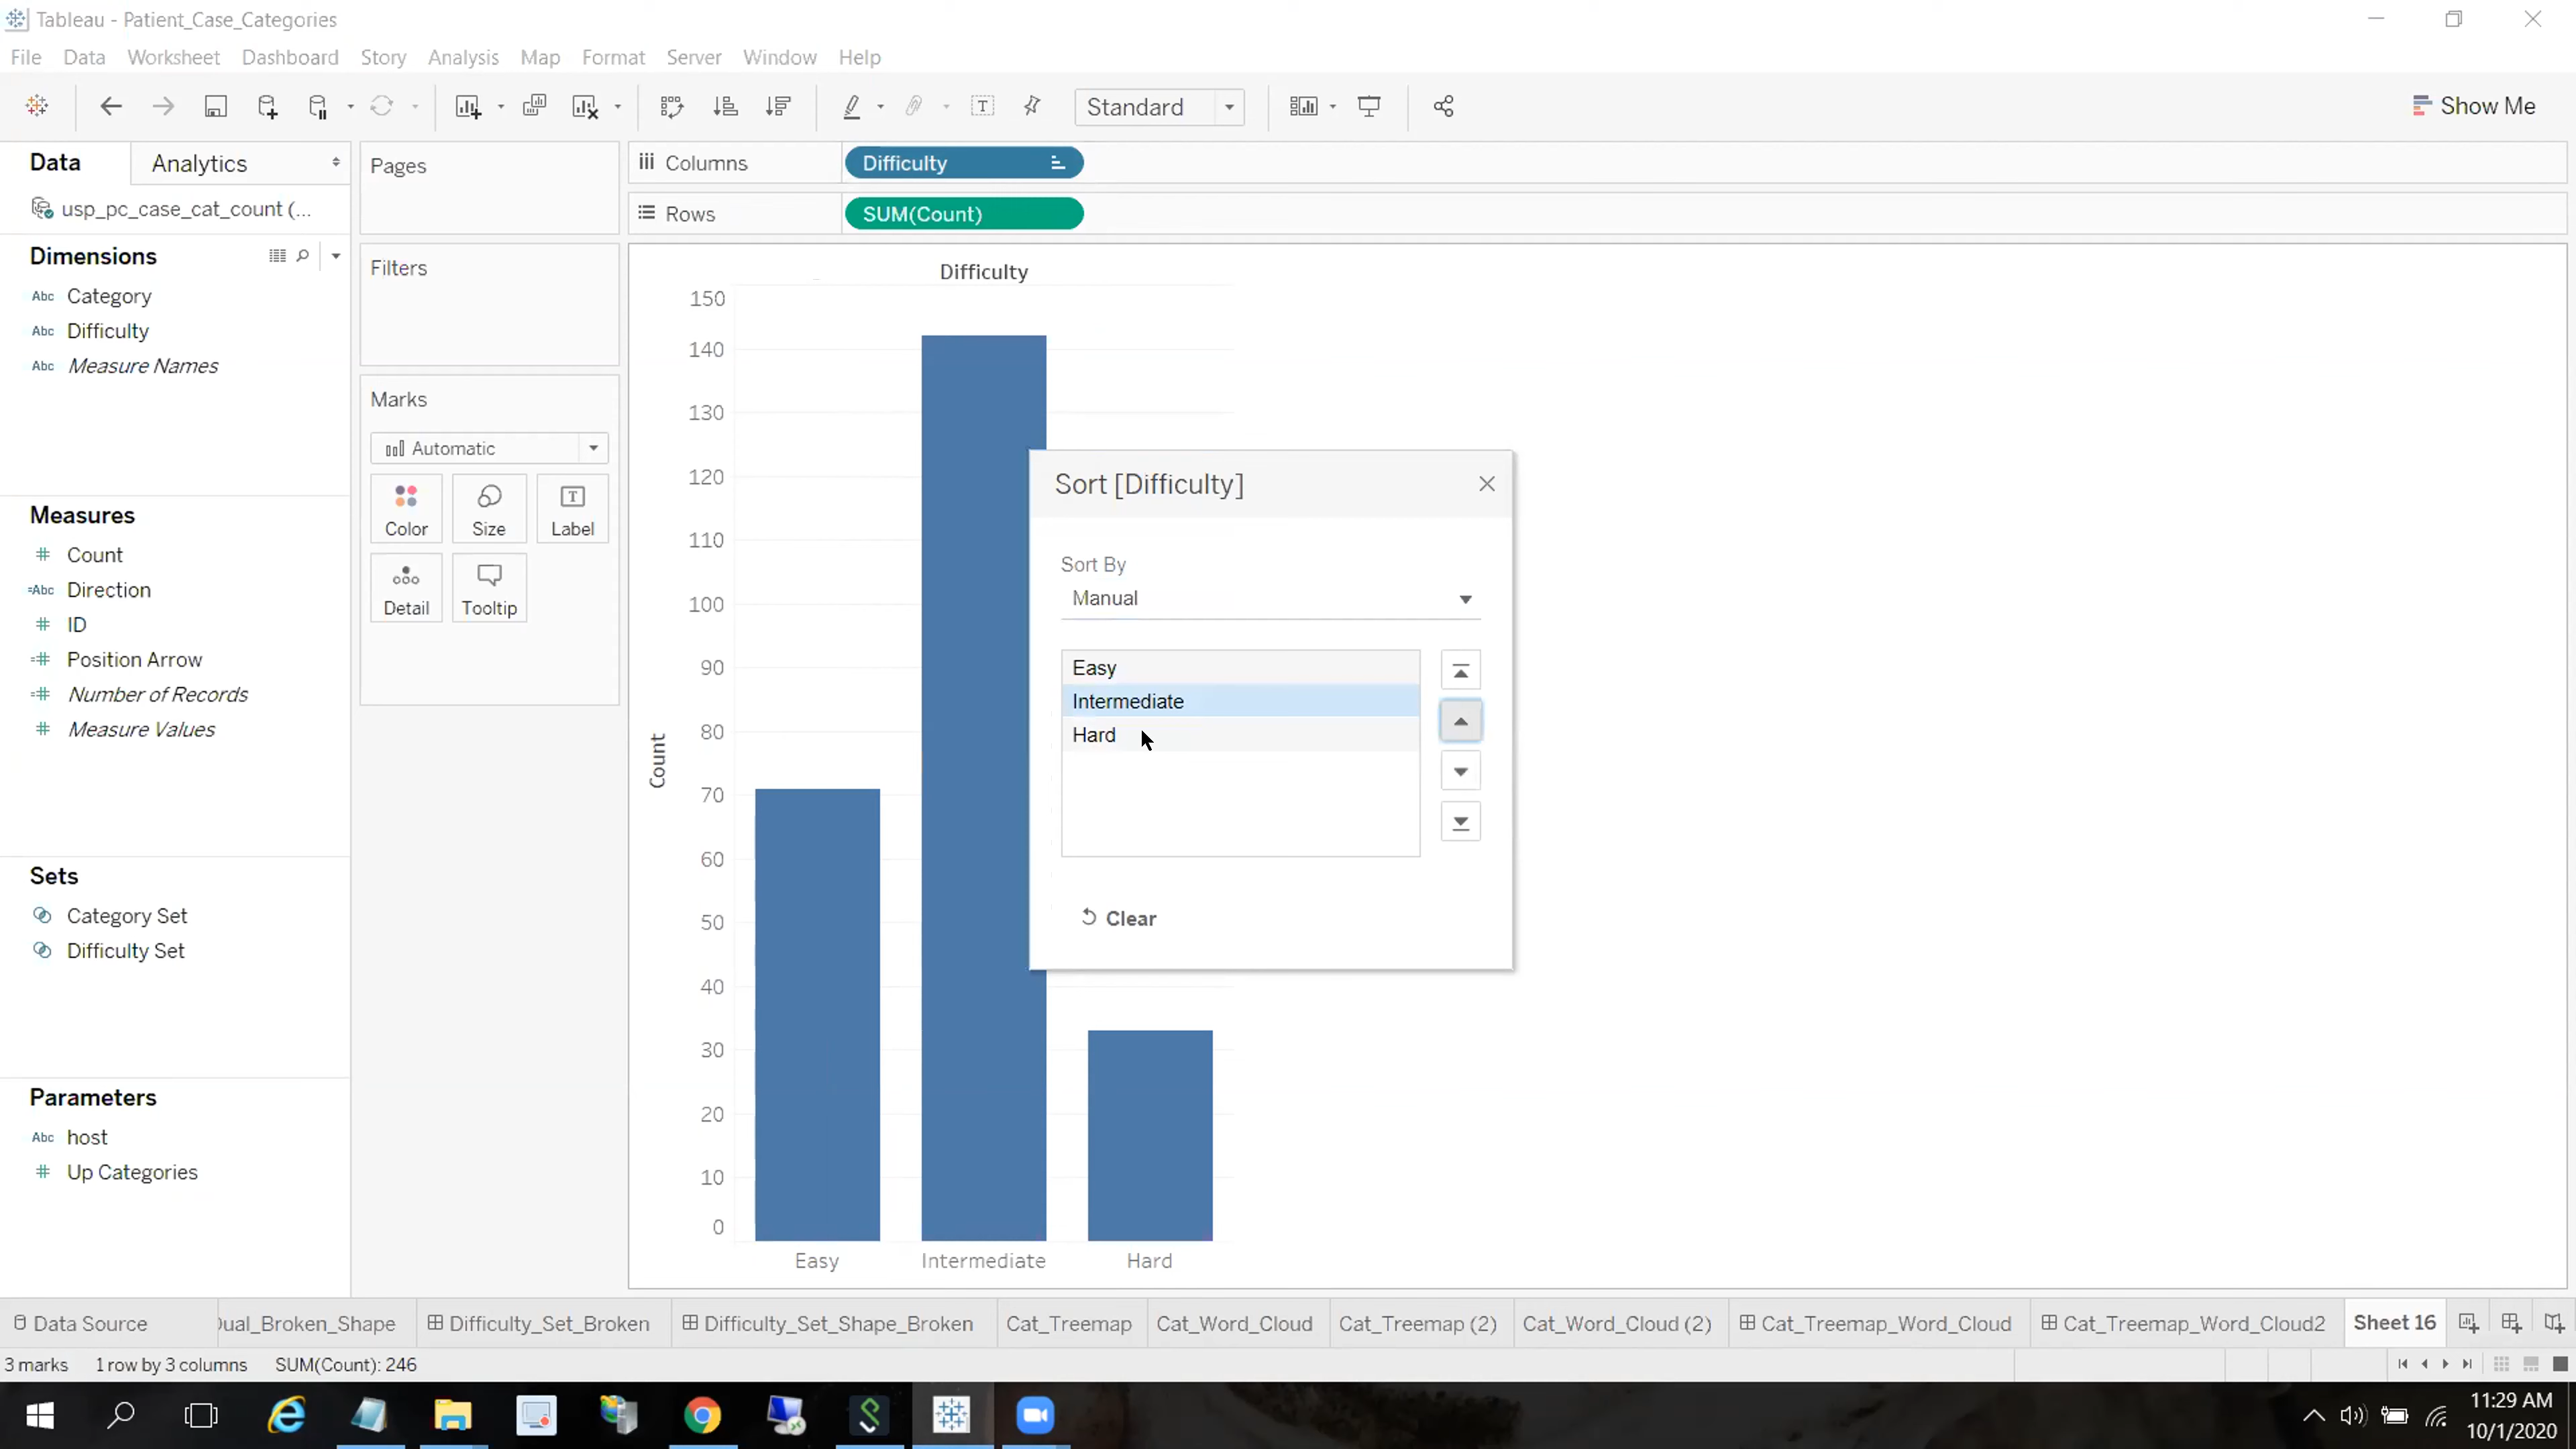 Tableau - Patient_Case_Categories
File Data Worksheet Dashboard Story Analysis Map Format Server Window Help
Standard
Show Me
Data
Analytics
usp_pc_case_cat_count (...
Dimensions
Abc Category
Abc Difficulty
Abc Measure Names
Measures
# Count
=Abc Direction
# ID
=# Position Arrow
=# Number of Records
# Measure Values
Sets
Category Set
Difficulty Set
Parameters
Abc host
# Up Categories
Pages
Filters
Marks
Automatic
Color
Size
Label
Detail
Tooltip
Columns
Difficulty
Rows
SUM(Count)
Difficulty
150
140
130
120
110
100
90
80
70
60
50
40
30
20
10
0
Count
Easy
Intermediate
Hard
Sort [Difficulty]
Sort By
Manual
Easy
Intermediate
Hard
Clear
Data Source
Dual_Broken_Shape
Difficulty_Set_Broken
Difficulty_Set_Shape_Broken
Cat_Treemap
Cat_Word_Cloud
Cat_Treemap (2)
Cat_Word_Cloud (2)
Cat_Treemap_Word_Cloud
Cat_Treemap_Word_Cloud2
Sheet 16
3 marks
1 row by 3 columns
SUM(Count): 246
11:29 AM
10/1/2020